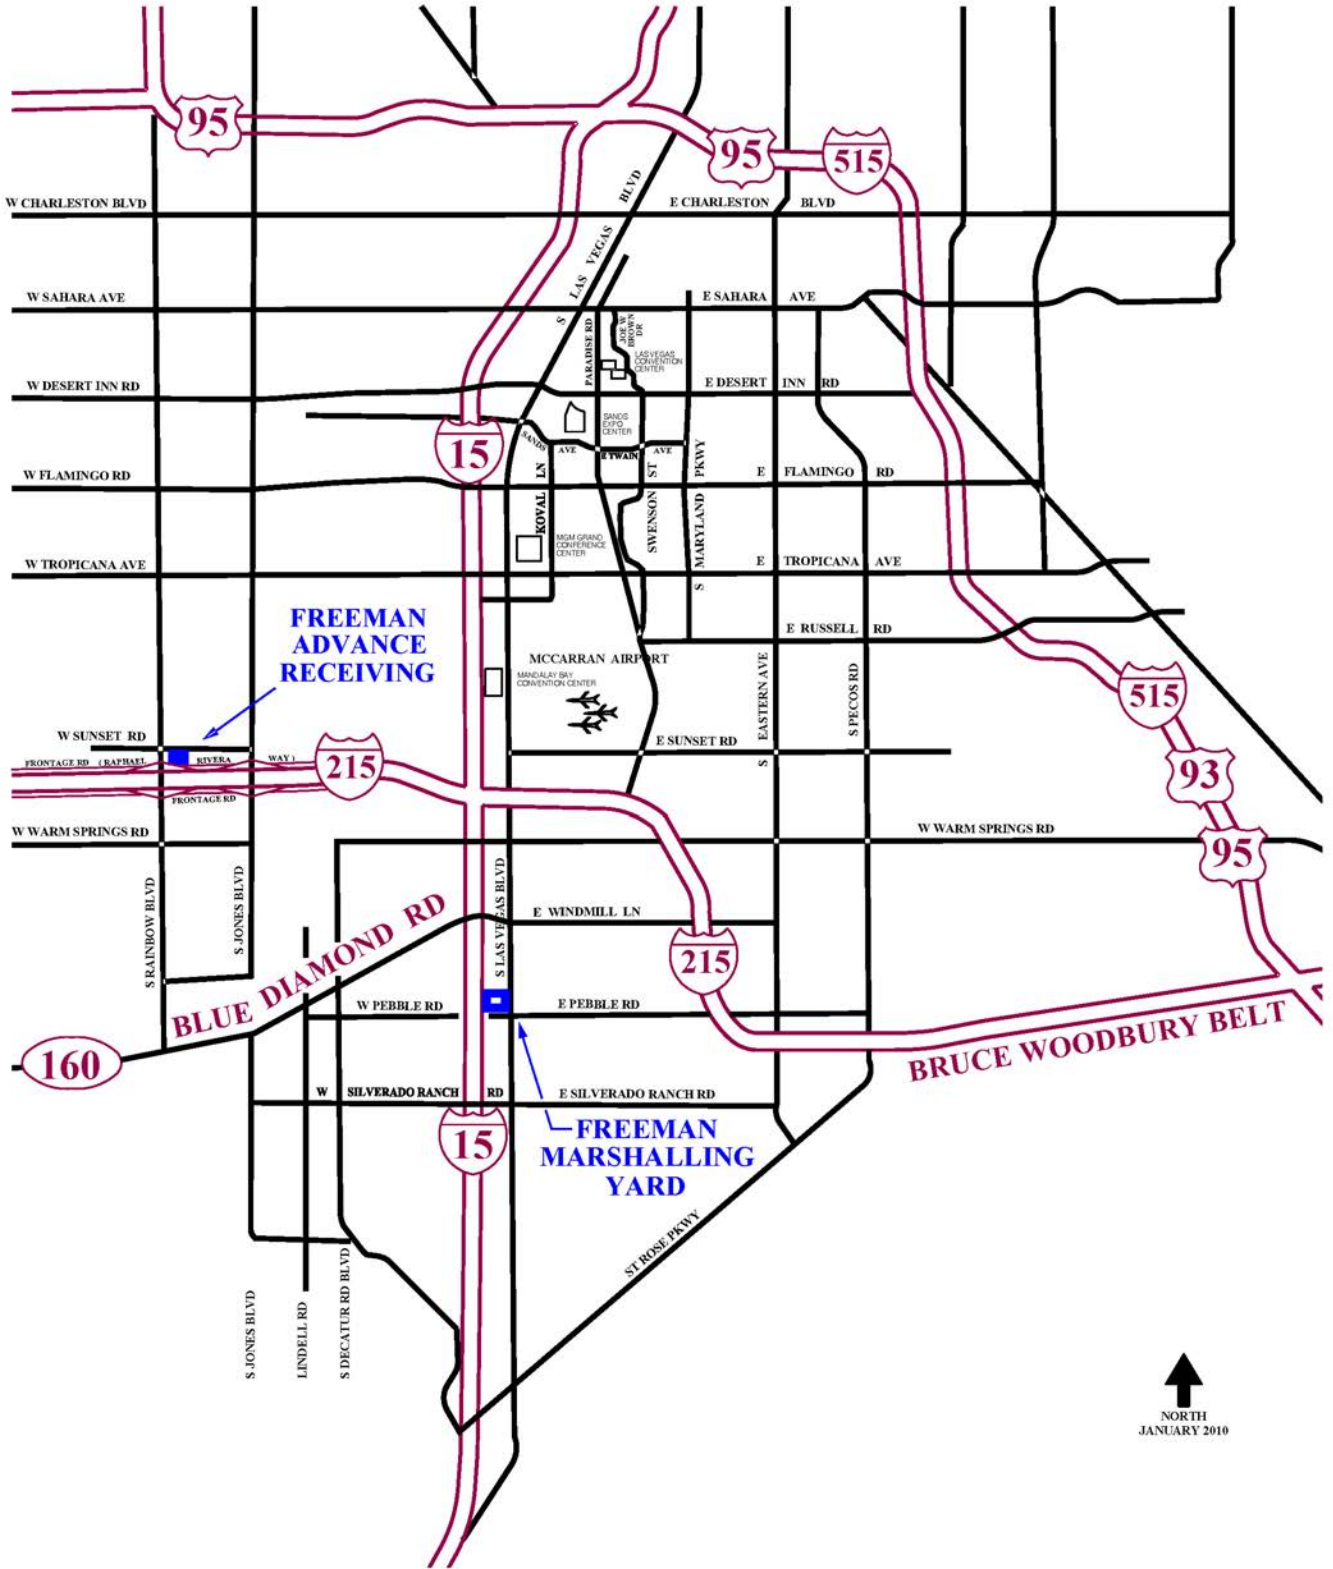 95
95
515
W CHARLESTON BLVD
E CHARLESTON BLVD
S LAS VEGAS BLVD
W SAHARA AVE
E SAHARA AVE
PARADISE RD
JOE W
BROWN
DR
LAS VEGAS
CONVENTION
CENTER
W DESERT INN RD
E DESERT INN RD
SANDS
EXPO
CENTER
SANDS AVE
E TWAIN AVE
15
W FLAMINGO RD
E FLAMINGO RD
KOVAL LN
SWENSON ST
S MARYLAND PKWY
MGM GRAND
CONFERENCE
CENTER
W TROPICANA AVE
E TROPICANA AVE
FREEMAN
ADVANCE
RECEIVING
E RUSSELL RD
MCCARRAN AIRPORT
MANDALAY BAY
CONVENTION CENTER
S EASTERN AVE
S PECOS RD
515
W SUNSET RD
E SUNSET RD
FRONTAGE RD (RAPHAEL RIVERA WAY)
215
93
FRONTAGE RD
W WARM SPRINGS RD
W WARM SPRINGS RD
95
S RAINBOW BLVD
S JONES BLVD
S LAS VEGAS BLVD
E WINDMILL LN
BLUE DIAMOND RD
215
W PEBBLE RD
E PEBBLE RD
160
BRUCE WOODBURY BELT
W SILVERADO RANCH RD
E SILVERADO RANCH RD
15
FREEMAN
MARSHALLING
YARD
ST ROSE PKWY
S JONES BLVD
LINDELL RD
S DECATUR RD BLVD
NORTH
JANUARY 2010